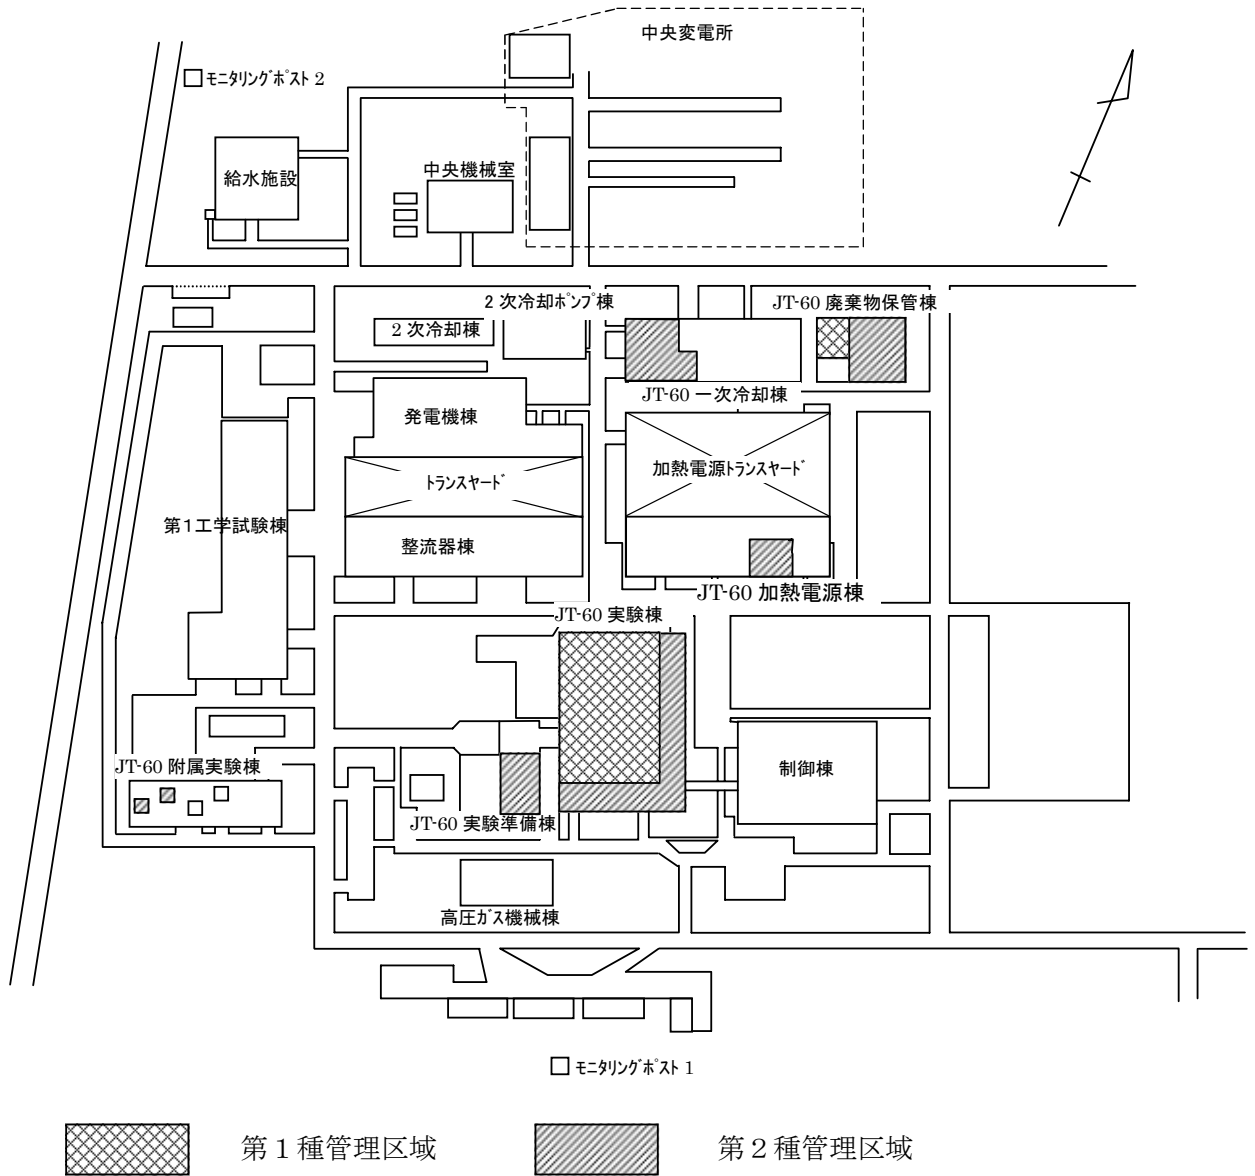 中央変電所
ﾓﾆﾀﾘﾝｸﾞﾎﾟｽﾄ 2
給水施設
中央機械室
2 次冷却ﾎﾟﾝﾌﾟ棟
JT-60 廃棄物保管棟
2 次冷却棟
JT-60 一次冷却棟
発電機棟
ﾄﾗﾝｽﾔｰﾄﾞ
加熱電源ﾄﾗﾝｽﾔｰﾄﾞ
第1工学試験棟
整流器棟
JT-60 加熱電源棟
JT-60 実験棟
JT-60 附属実験棟
制御棟
JT-60 実験準備棟
高圧ｶﾞｽ機械棟
ﾓﾆﾀﾘﾝｸﾞﾎﾟｽﾄ 1
第１種管理区域
第２種管理区域